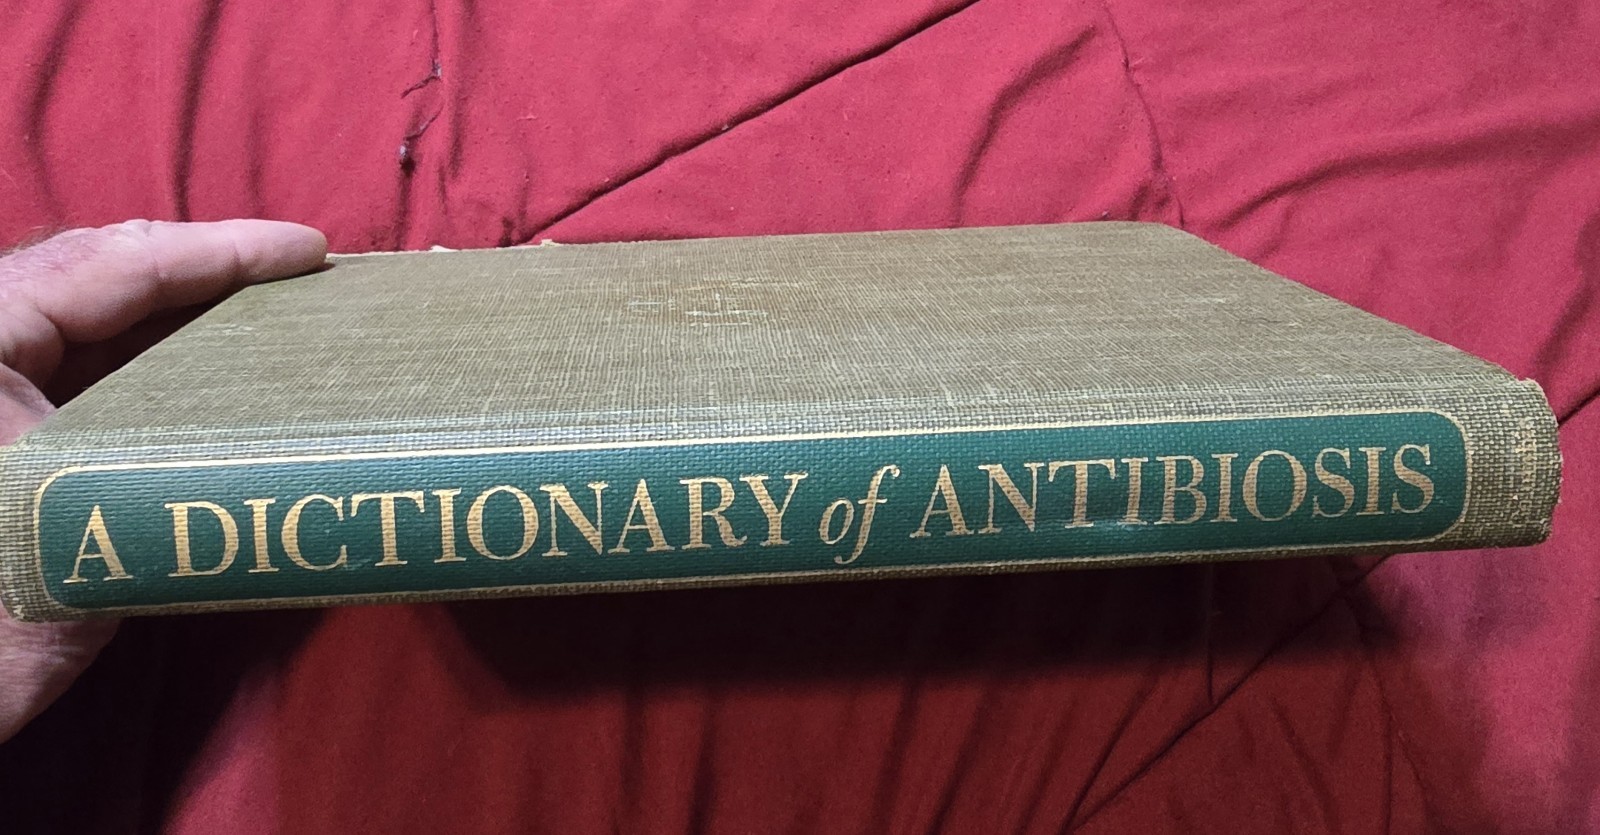 A DICTIONARY of ANTIBIOSIS